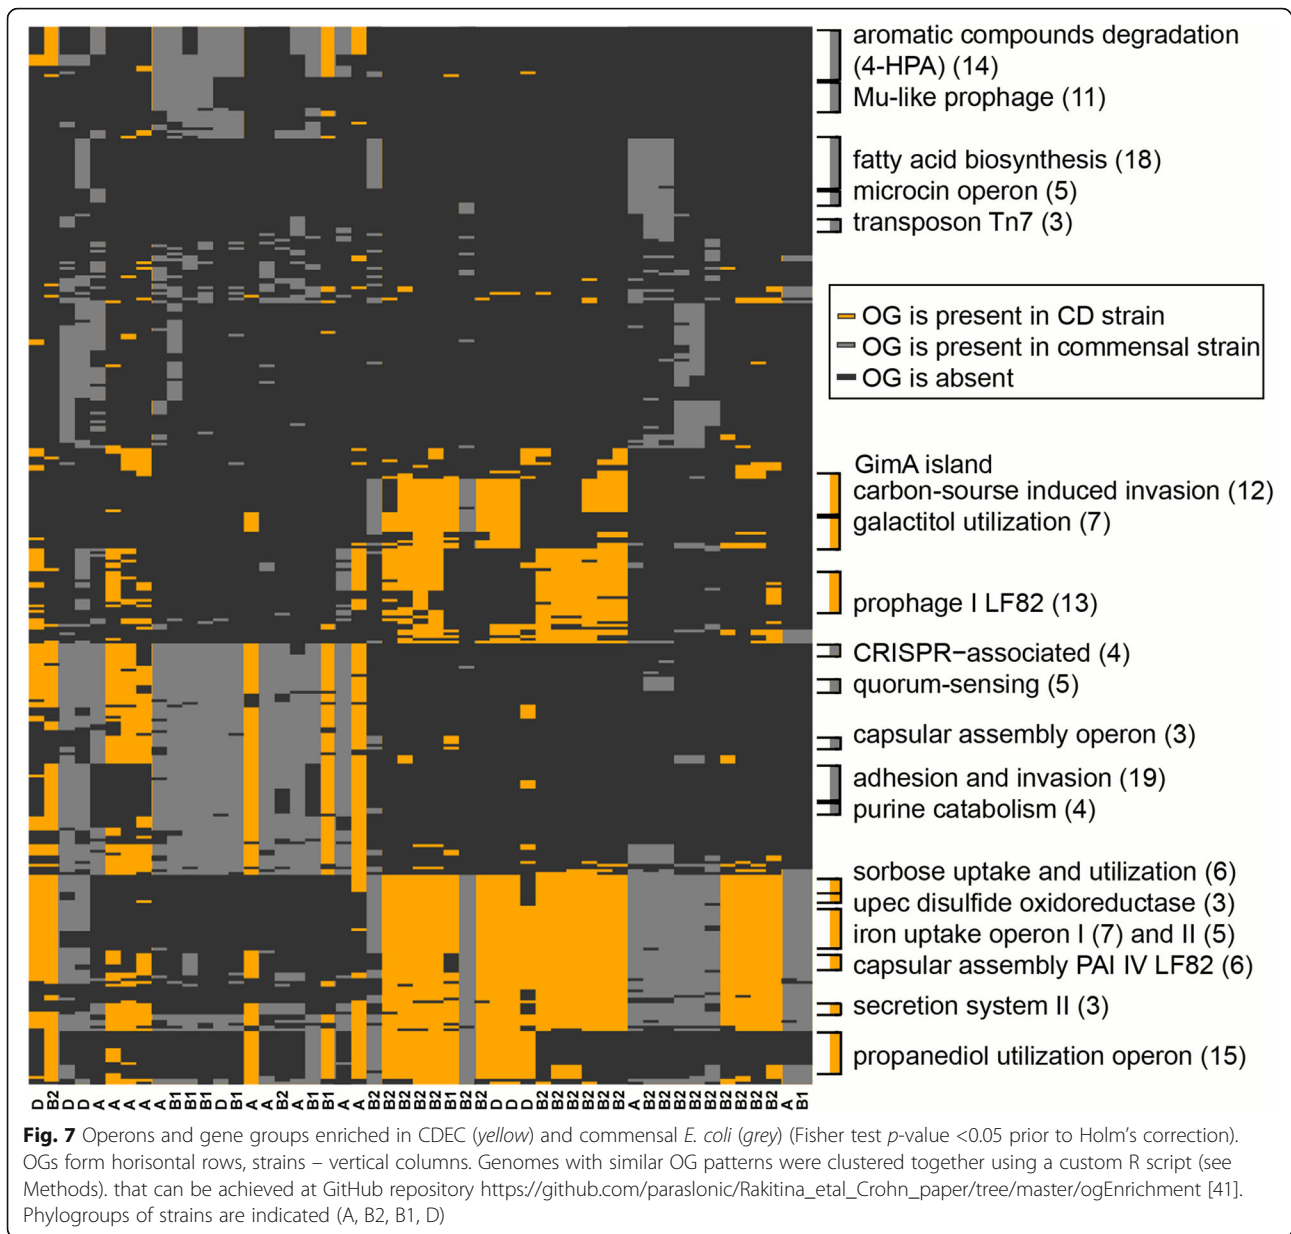 aromatic compounds degradation
(4-HPA) (14)
Mu-like prophage (11)
fatty acid biosynthesis (18)
microcin operon (5)
transposon Tn7 (3)
OG is present in CD strain
OG is present in commensal strain
OG is absent
GimA island
carbon-sourse induced invasion (12)
galactitol utilization (7)
prophage I LF82 (13)
CRISPR−associated (4)
quorum-sensing (5)
capsular assembly operon (3)
adhesion and invasion (19)
purine catabolism (4)
sorbose uptake and utilization (6)
upec disulfide oxidoreductase (3)
iron uptake operon I (7) and II (5)
capsular assembly PAI IV LF82 (6)
secretion system II (3)
propanediol utilization operon (15)
D B2 D D A A A A A B1 B1 B1 D B1 A A B2 A B1 B1 A A B2 B2 B2 B2 B2 B1 B2 B2 D D D B2 B2 B2 B2 B2 B2 A B2 B2 B2 B2 B2 B2 B2 B2 B2 A B1
Fig. 7 Operons and gene groups enriched in CDEC (yellow) and commensal E. coli (grey) (Fisher test p-value <0.05 prior to Holm's correction).
OGs form horisontal rows, strains – vertical columns. Genomes with similar OG patterns were clustered together using a custom R script (see
Methods). that can be achieved at GitHub repository https://github.com/paraslonic/Rakitina_etal_Crohn_paper/tree/master/ogEnrichment [41].
Phylogroups of strains are indicated (A, B2, B1, D)